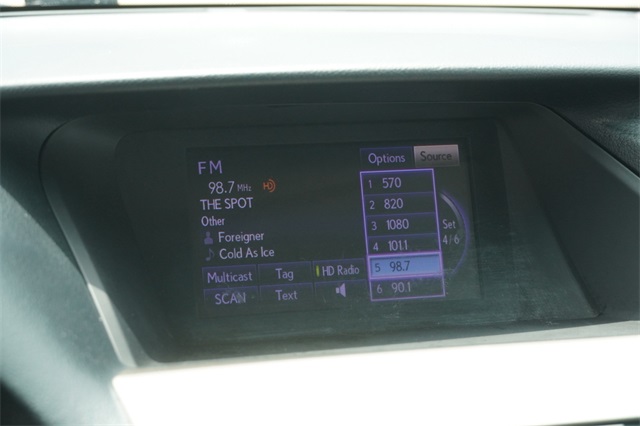 FM
Options Source
98.7 MHz HD
THE SPOT
Other
Foreigner
Cold As Ice
Multicast Tag HD Radio
SCAN Text
1 570
2 820
3 1080
4 101.1
5 98.7
6 90.1
Set
4/6